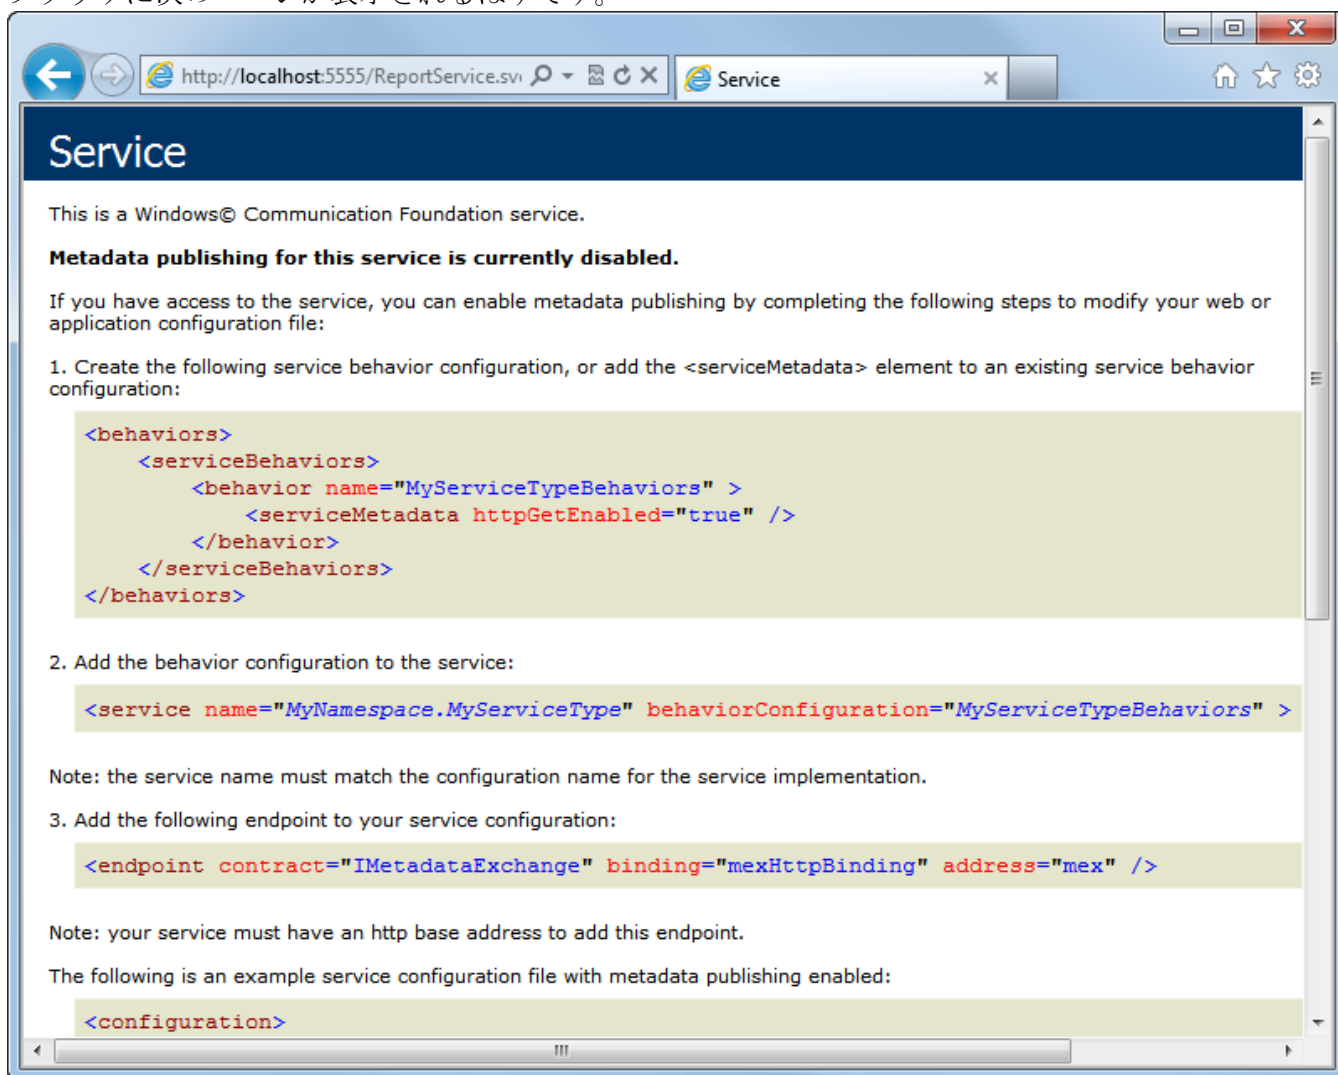 http://localhost:5555/ReportService.sv
Service
Service
This is a Windows© Communication Foundation service.
Metadata publishing for this service is currently disabled.
If you have access to the service, you can enable metadata publishing by completing the following steps to modify your web or
application configuration file:
1. Create the following service behavior configuration, or add the <serviceMetadata> element to an existing service behavior
configuration:
<behaviors>
<serviceBehaviors>
<behavior name="MyServiceTypeBehaviors" >
<serviceMetadata httpGetEnabled="true" />
</behavior>
</serviceBehaviors>
</behaviors>
2. Add the behavior configuration to the service:
<service name="MyNamespace.MyServiceType" behaviorConfiguration="MyServiceTypeBehaviors" >
Note: the service name must match the configuration name for the service implementation.
3. Add the following endpoint to your service configuration:
<endpoint contract="IMetadataExchange" binding="mexHttpBinding" address="mex" />
Note: your service must have an http base address to add this endpoint.
The following is an example service configuration file with metadata publishing enabled:
<configuration>